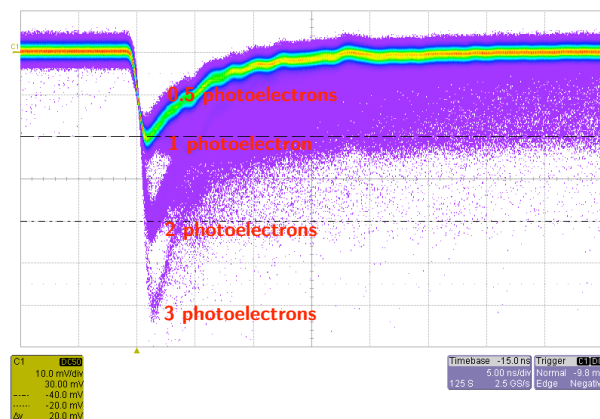 C1
0.5 photoelectrons
1 photoelectron
2 photoelectrons
3 photoelectrons
C1 DC50
10.0 mV/div
30.00 mV
-40.0 mV
-20.0 mV
Δy 20.0 mV
Timebase -15.0 ns
5.00 ns/div
125 S 2.5 GS/s
Trigger C1
Normal -9.8 m
Edge Negativ